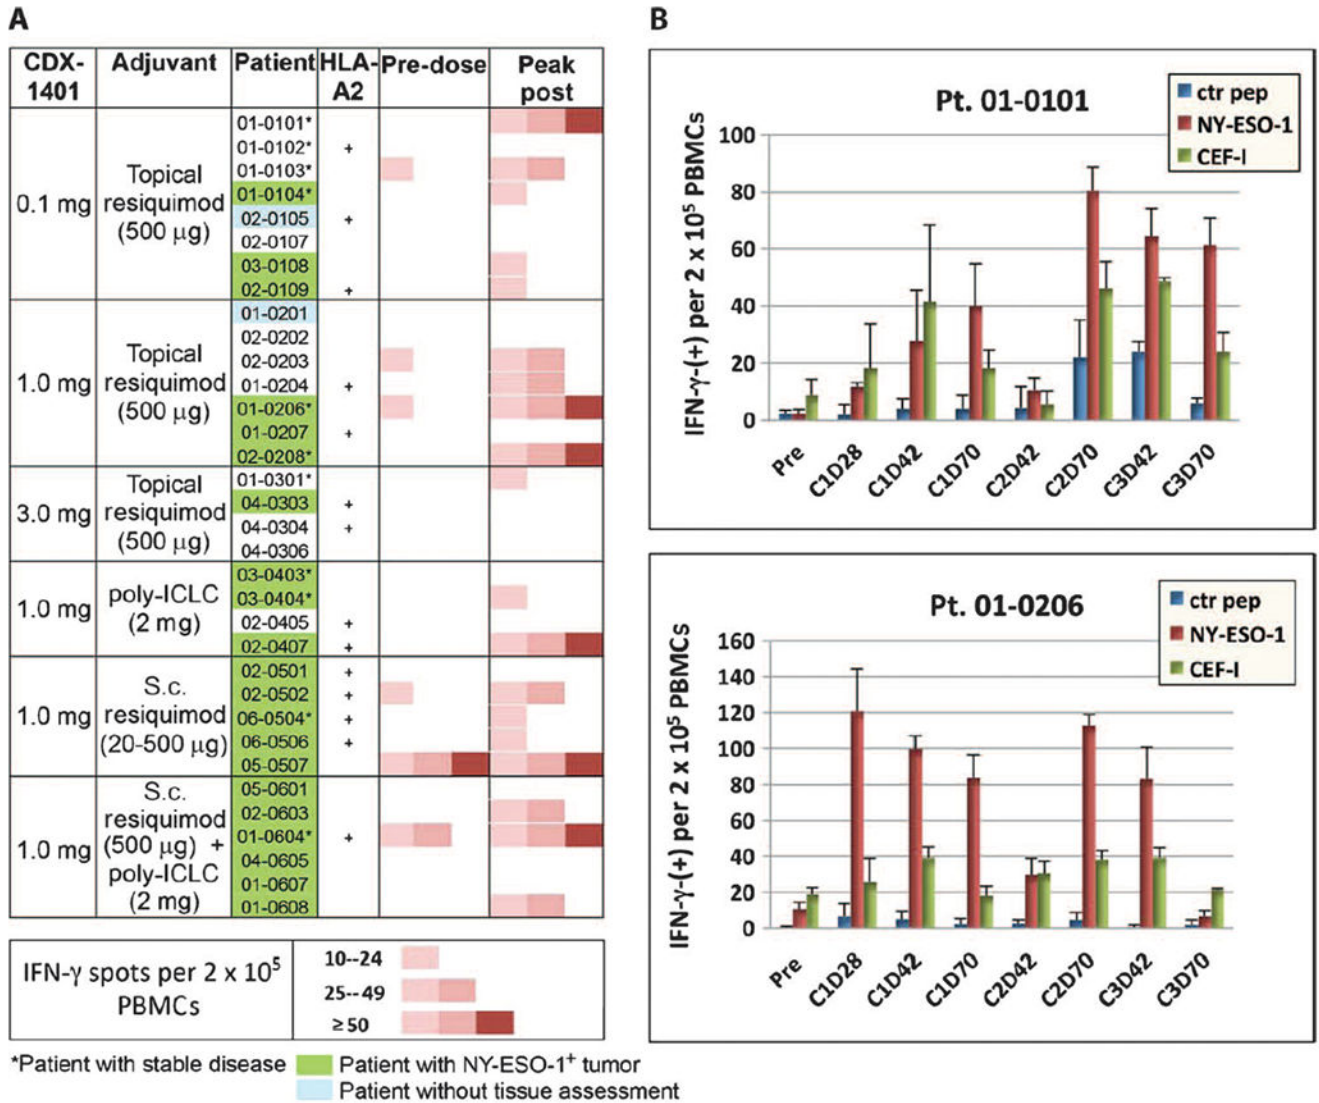 A
CDX-1401 Adjuvant Patient HLA-A2 Pre-dose Peak post
0.1 mg
Topical
resiquimod
(500 µg)
01-0101*
01-0102* +
01-0103*
01-0104*
02-0105 +
02-0107
03-0108
02-0109 +
1.0 mg
Topical
resiquimod
(500 µg)
01-0201
02-0202
02-0203
01-0204 +
01-0206*
01-0207 +
02-0208*
3.0 mg
Topical
resiquimod
(500 µg)
01-0301*
04-0303 +
04-0304 +
04-0306
1.0 mg
poly-ICLC
(2 mg)
03-0403*
03-0404*
02-0405 +
02-0407 +
1.0 mg
S.c.
resiquimod
(20-500 µg)
02-0501 +
02-0502 +
06-0504* +
06-0506 +
05-0507
1.0 mg
S.c.
resiquimod
(500 µg) +
poly-ICLC
(2 mg)
05-0601
02-0603
01-0604* +
04-0605
01-0607
01-0608
IFN-γ spots per 2 x 10⁵
PBMCs
10--24
25--49
≥50
*Patient with stable disease
Patient with NY-ESO-1⁺ tumor
Patient without tissue assessment
B
Pt. 01-0101
ctr pep
NY-ESO-1
CEF-I
IFN-γ-(+) per 2 x 10⁵ PBMCs
100
80
60
40
20
0
Pre C1D28 C1D42 C1D70 C2D42 C2D70 C3D42 C3D70
Pt. 01-0206
ctr pep
NY-ESO-1
CEF-I
IFN-γ-(+) per 2 x 10⁵ PBMCs
160
140
120
100
80
60
40
20
0
Pre C1D28 C1D42 C1D70 C2D42 C2D70 C3D42 C3D70